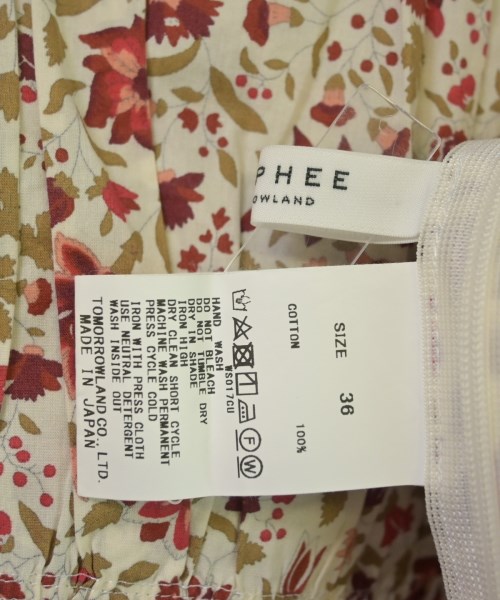 PHEE
OWLAND
SIZE 36
COTTON 100%
F W
WS017GU
HAND WASH
DO NOT BLEACH
DO NOT TUMBLE DRY
DRY IN SHADE
IRON HIGH
DRY CLEAN SHORT CYCLE
MACHINE WASH PERMANENT
PRESS CYCLE COLD
IRON WITH PRESS CLOTH
USE NEUTRAL DETERGENT
WASH INSIDE OUT
TOMORROWLAND CO., LTD.
MADE IN JAPAN